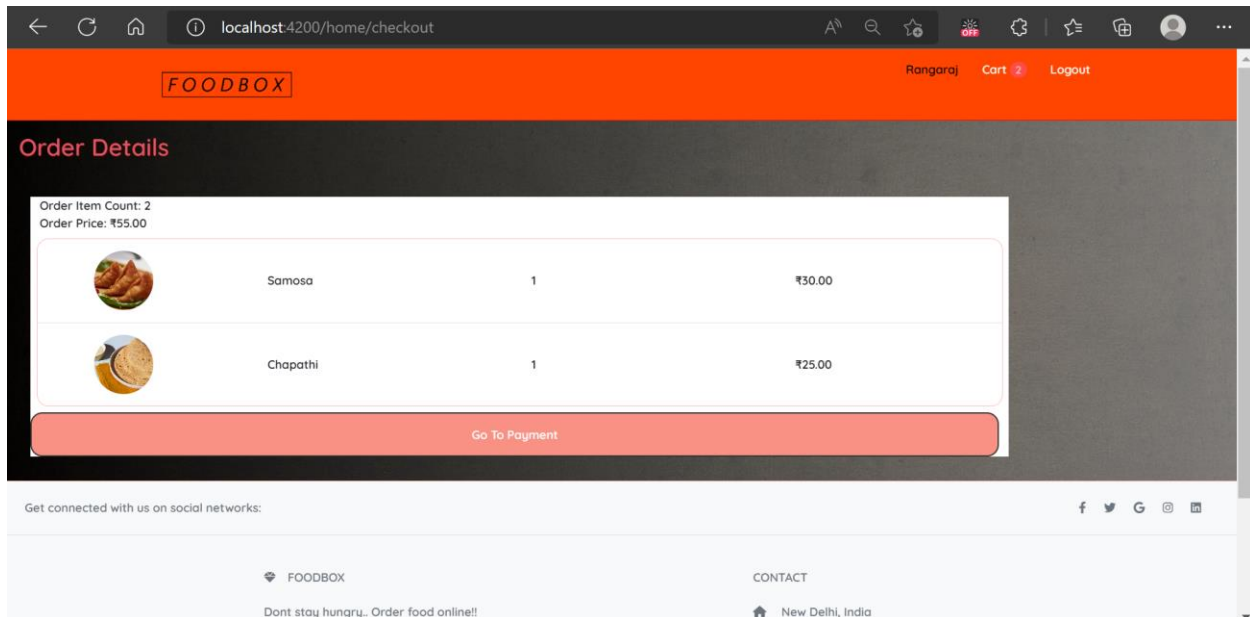 localhost:4200/home/checkout
OFF
FOODBOX
Rangaraj Cart 2 Logout
Order Details
Order Item Count: 2
Order Price: ₹55.00
Samosa 1 ₹30.00
Chapathi 1 ₹25.00
Go To Payment
Get connected with us on social networks:
FOODBOX CONTACT
Dont stay hungry.. Order food online!! New Delhi, India